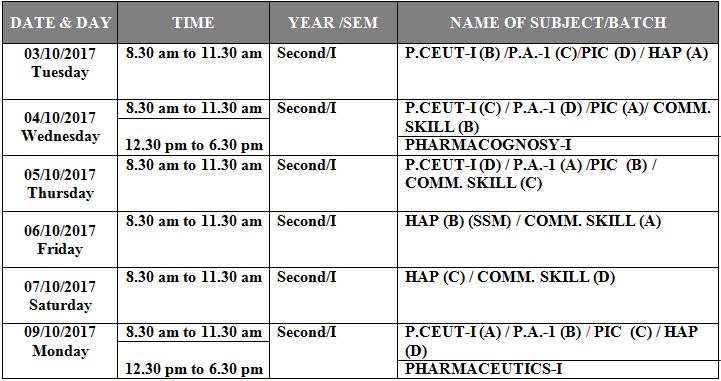 DATE & DAY TIME YEAR /SEM NAME OF SUBJECT/BATCH
03/10/2017 8.30 am to 11.30 am Second/I P.CEUT-I (B) /P.A.-1 (C)/PIC (D) / HAP (A)
Tuesday
04/10/2017 8.30 am to 11.30 am Second/I P.CEUT-I (C) / P.A.-1 (D) /PIC (A)/ COMM.
Wednesday SKILL (B)
12.30 pm to 6.30 pm PHARMACOGNOSY-I
05/10/2017 8.30 am to 11.30 am Second/I P.CEUT-I (D) / P.A.-1 (A) /PIC (B) /
Thursday COMM. SKILL (C)
06/10/2017 8.30 am to 11.30 am Second/I HAP (B) (SSM) / COMM. SKILL (A)
Friday
07/10/2017 8.30 am to 11.30 am Second/I HAP (C) / COMM. SKILL (D)
Saturday
09/10/2017 8.30 am to 11.30 am Second/I P.CEUT-I (A) / P.A.-1 (B) / PIC (C) / HAP
Monday (D)
12.30 pm to 6.30 pm PHARMACEUTICS-I